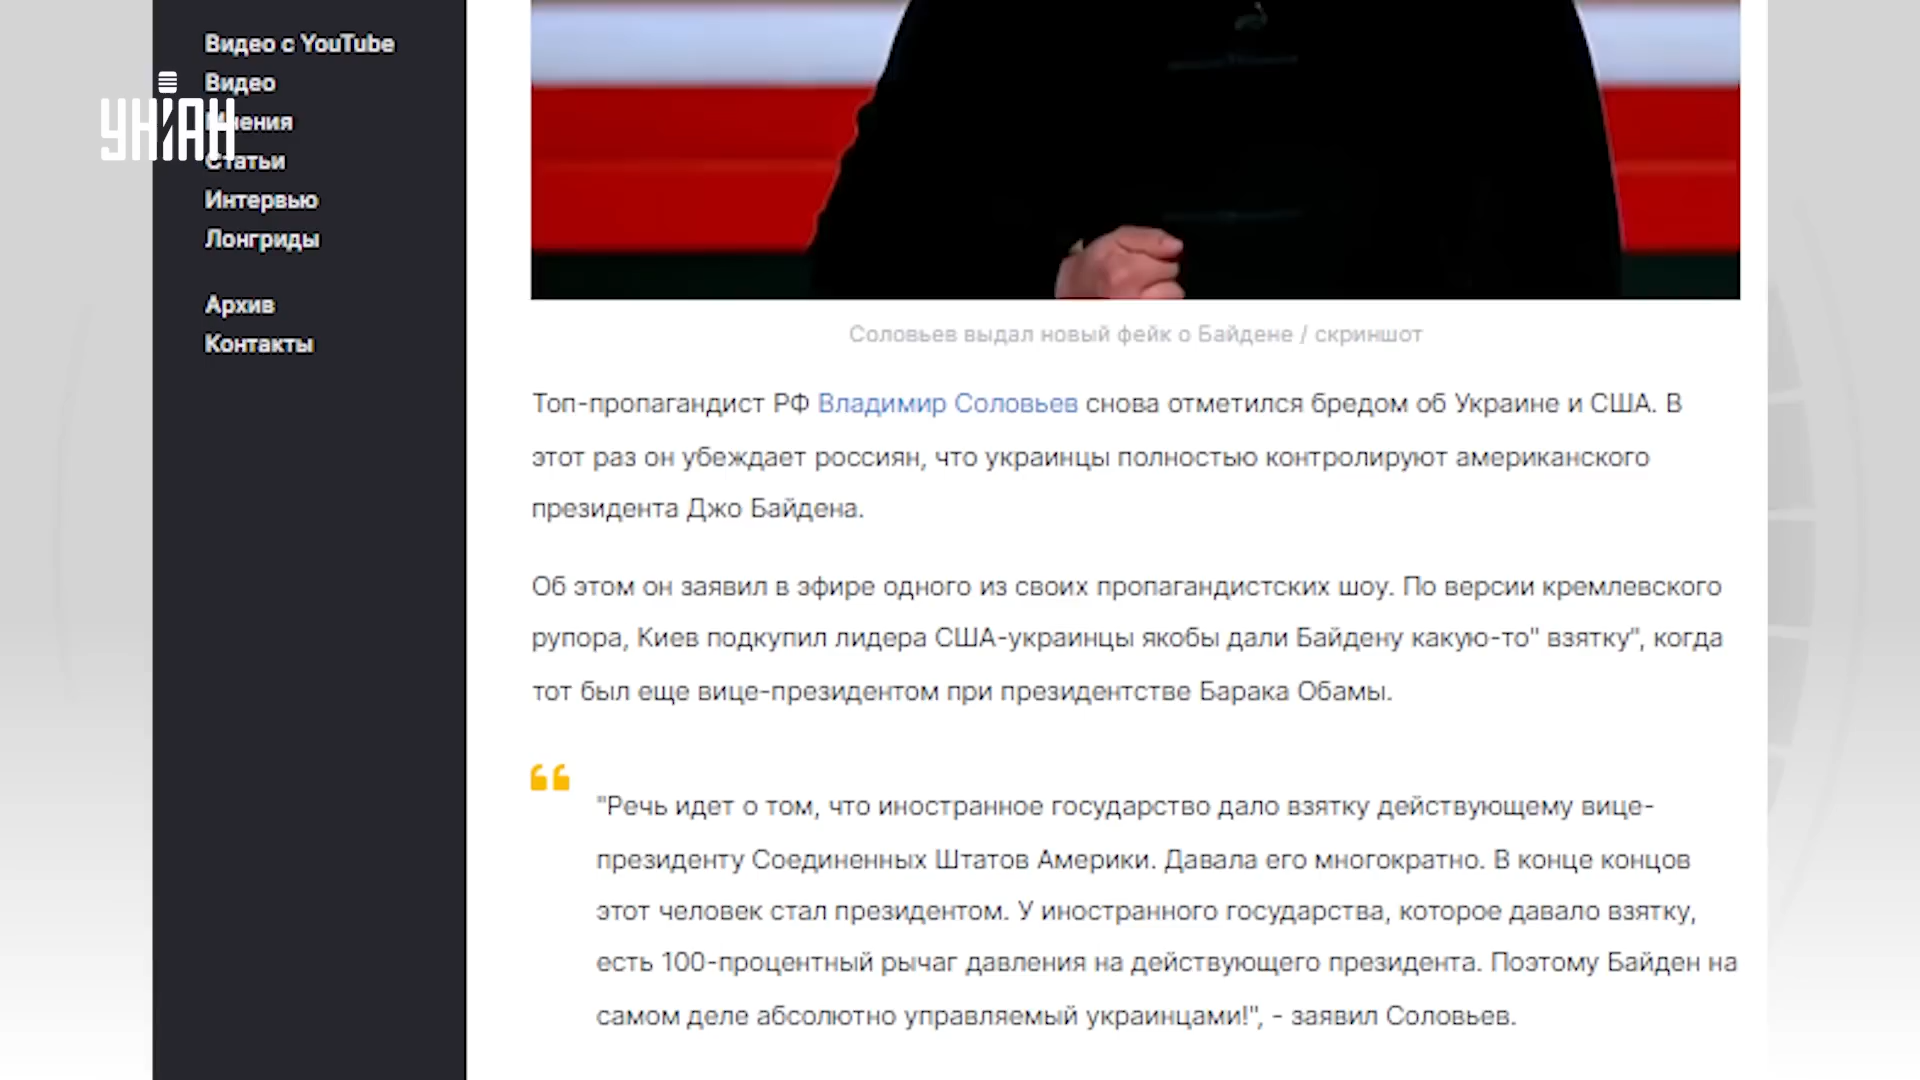 Видео с YouTube
Видео
УНІАН
Мнения
Статьи
Интервью
Лонгриды
Архив
Контакты
Соловьев выдал новый фейк о Байдене / скриншот
Топ-пропагандист РФ Владимир Соловьев снова отметился бредом об Украине и США. В
этот раз он убеждает россиян, что украинцы полностью контролируют американского
президента Джо Байдена.
Об этом он заявил в эфире одного из своих пропагандистских шоу. По версии кремлевского
рупора, Киев подкупил лидера США-украинцы якобы дали Байдену какую-то" взятку", когда
тот был еще вице-президентом при президентстве Барака Обамы.
"Речь идет о том, что иностранное государство дало взятку действующему вице-
президенту Соединенных Штатов Америки. Давала его многократно. В конце концов
этот человек стал президентом. У иностранного государства, которое давало взятку,
есть 100-процентный рычаг давления на действующего президента. Поэтому Байден на
самом деле абсолютно управляемый украинцами!", - заявил Соловьев.